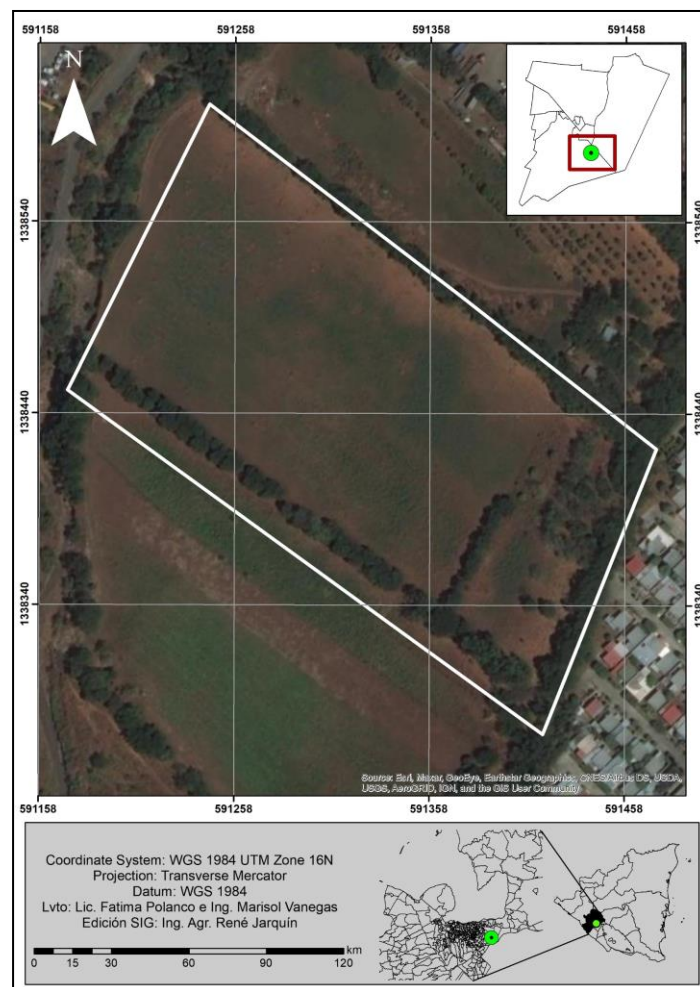 591158 591258 591358 591458
N
1338540 1338540
1338440 1338440
1338340 1338340
Source: Esri, Maxar, GeoEye, Earthstar Geographics, CNES/Airbus DS, USDA,
USGS, AeroGRID, IGN, and the GIS User Community
591158 591258 591358 591458
Coordinate System: WGS 1984 UTM Zone 16N
Projection: Transverse Mercator
Datum: WGS 1984
Lvto: Lic. Fatima Polanco e Ing. Marisol Vanegas
Edición SIG: Ing. Agr. René Jarquín
km
0 15 30 60 90 120